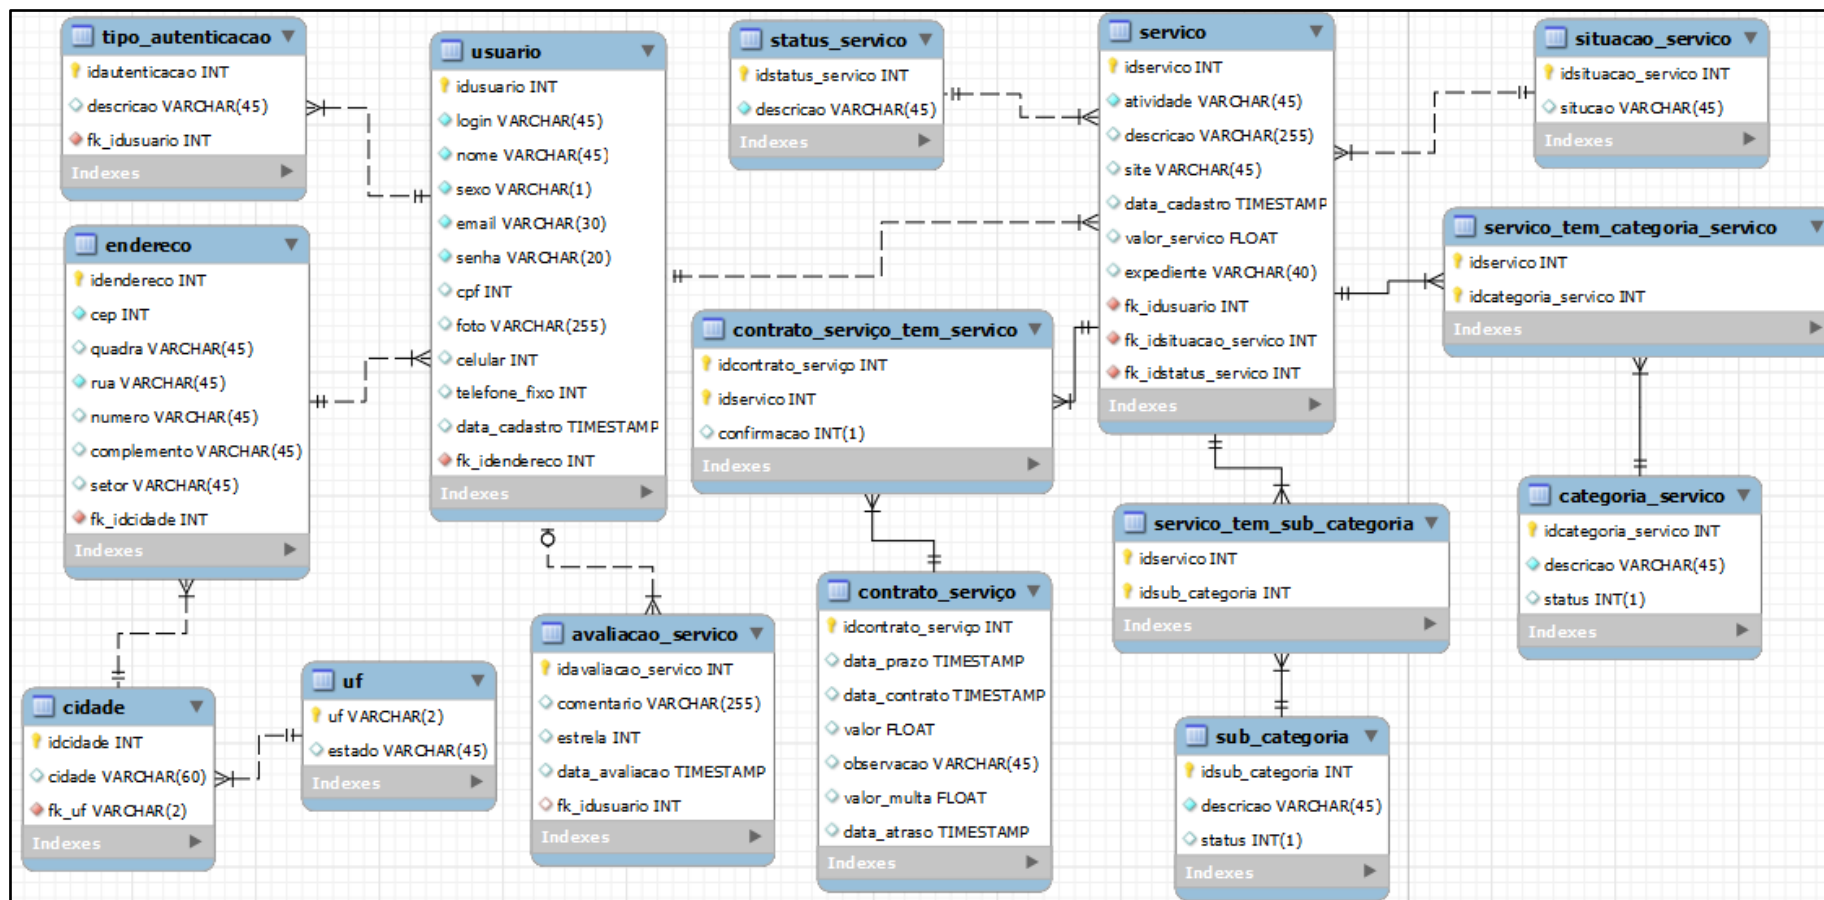 tipo_autenticacao
idautenticacao INT
descricao VARCHAR(45)
fk_idusuario INT
Indexes
usuario
idusuario INT
login VARCHAR(45)
nome VARCHAR(45)
sexo VARCHAR(1)
email VARCHAR(30)
senha VARCHAR(20)
cpf INT
foto VARCHAR(255)
celular INT
telefone_fixo INT
data_cadastro TIMESTAMP
fk_idendereco INT
Indexes
status_servico
idstatus_servico INT
descricao VARCHAR(45)
Indexes
servico
idservico INT
atividade VARCHAR(45)
descricao VARCHAR(255)
site VARCHAR(45)
data_cadastro TIMESTAMP
valor_servico FLOAT
expediente VARCHAR(40)
fk_idusuario INT
fk_idsituacao_servico INT
fk_idstatus_servico INT
Indexes
situacao_servico
idsituacao_servico INT
situcao VARCHAR(45)
Indexes
endereco
idendereco INT
cep INT
quadra VARCHAR(45)
rua VARCHAR(45)
numero VARCHAR(45)
complemento VARCHAR(45)
setor VARCHAR(45)
fk_idcidade INT
Indexes
servico_tem_categoria_servico
idservico INT
idcategoria_servico INT
Indexes
contrato_serviço_tem_servico
idcontrato_serviço INT
idservico INT
confirmacao INT(1)
Indexes
servico_tem_sub_categoria
idservico INT
idsub_categoria INT
Indexes
categoria_servico
idcategoria_servico INT
descricao VARCHAR(45)
status INT(1)
Indexes
cidade
idcidade INT
cidade VARCHAR(60)
fk_uf VARCHAR(2)
Indexes
uf
uf VARCHAR(2)
estado VARCHAR(45)
Indexes
avaliacao_servico
idavaliacao_servico INT
comentario VARCHAR(255)
estrela INT
data_avaliacao TIMESTAMP
fk_idusuario INT
Indexes
contrato_serviço
idcontrato_serviço INT
data_prazo TIMESTAMP
data_contrato TIMESTAMP
valor FLOAT
observacao VARCHAR(45)
valor_multa FLOAT
data_atraso TIMESTAMP
Indexes
sub_categoria
idsub_categoria INT
descricao VARCHAR(45)
status INT(1)
Indexes